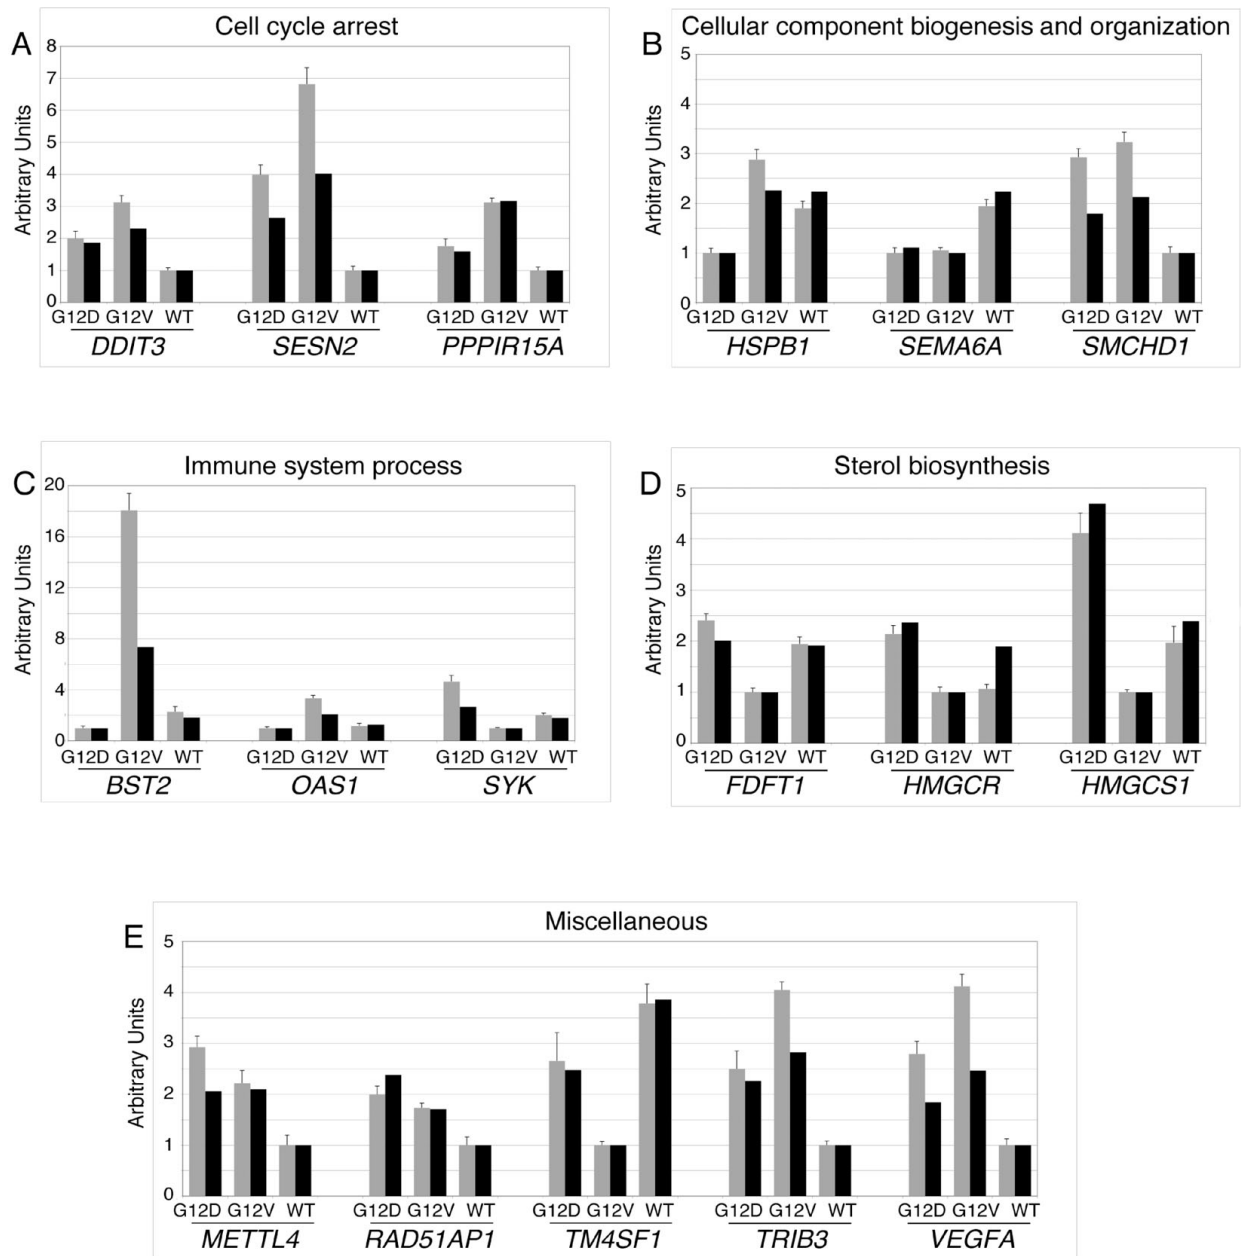 A
Cell cycle arrest
Arbitrary Units
8
7
6
5
4
3
2
1
0
G12D G12V WT G12D G12V WT G12D G12V WT
DDIT3 SESN2 PPPIR15A
B
Cellular component biogenesis and organization
Arbitrary Units
5
4
3
2
1
0
G12D G12V WT G12D G12V WT G12D G12V WT
HSPB1 SEMA6A SMCHD1
C
Immune system process
Arbitrary Units
20
16
12
8
4
0
G12D G12V WT G12D G12V WT G12D G12V WT
BST2 OAS1 SYK
D
Sterol biosynthesis
Arbitrary Units
5
4
3
2
1
0
G12D G12V WT G12D G12V WT G12D G12V WT
FDFT1 HMGCR HMGCS1
E
Miscellaneous
Arbitrary Units
5
4
3
2
1
0
G12D G12V WT G12D G12V WT G12D G12V WT G12D G12V WT G12D G12V WT
METTL4 RAD51AP1 TM4SF1 TRIB3 VEGFA